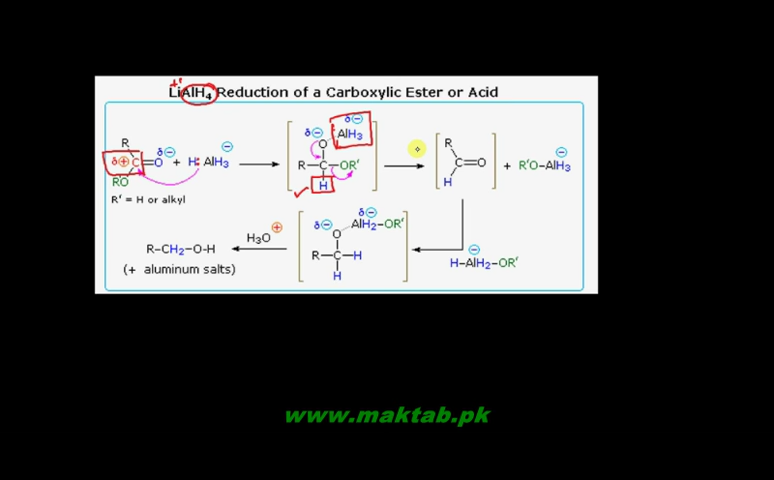 LiAlH₄ Reduction of a Carboxylic Ester or Acid
+1
R
δ⊕ C=O δ⊖ + H: AlH₃ ⊖
RO
R' = H or alkyl
δ⊖ δ⊖
O AlH₃
R–C–OR'
H
R
C=O
H
+ R'O–AlH₃ ⊖
R–CH₂–O–H
(+ aluminum salts)
H₃O ⊕
δ⊖ δ⊖
O AlH₂–OR'
R–C–H
H
⊖
H–AlH₂–OR'
www.maktab.pk